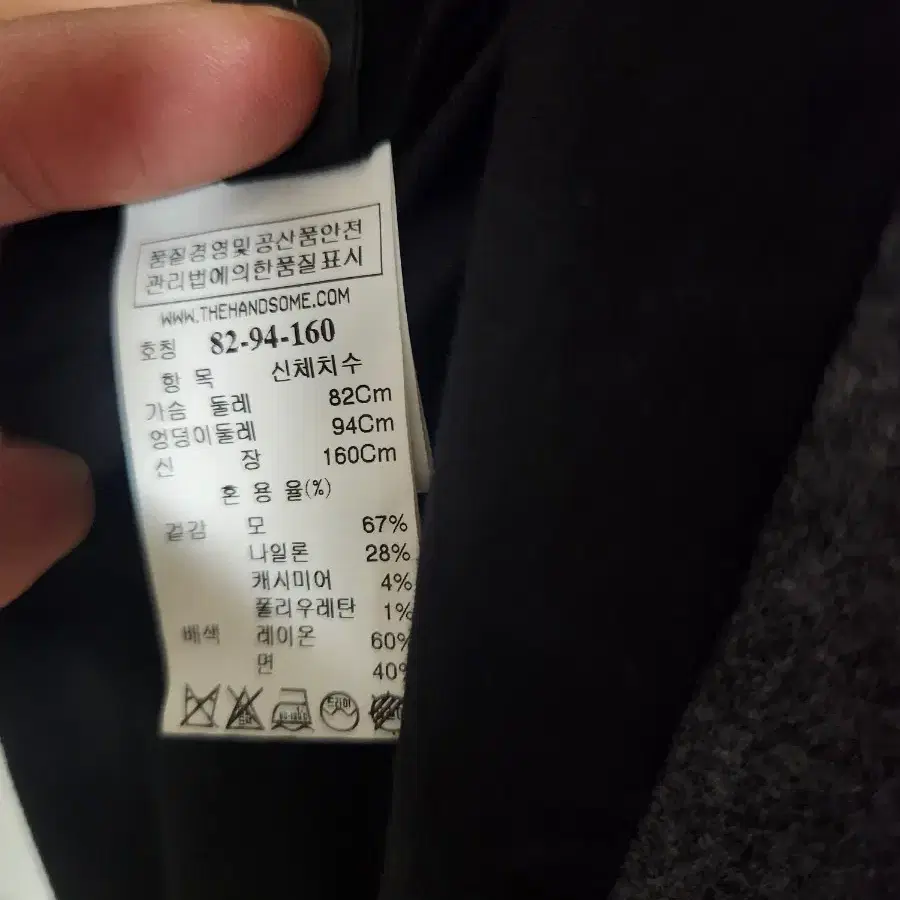 품질경영및공산품안전
관리법에의한품질표시
WWW.THEHANDSOME.COM
호칭 82-94-160
항 목 신체치수
가슴 둘레 82Cm
엉덩이둘레 94Cm
신 장 160Cm
혼 용 율(%)
겉감 모 67%
나일론 28%
캐시미어 4%
폴리우레탄 1%
배색 레이온 60%
면 40%
드라이